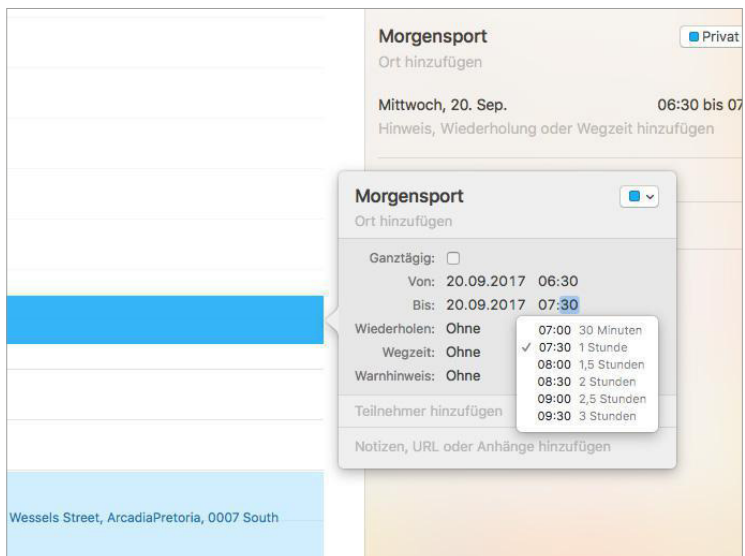 Morgensport
Privat
Ort hinzufügen
Mittwoch, 20. Sep.
06:30 bis 07
Hinweis, Wiederholung oder Wegzeit hinzufügen
Morgensport
Ort hinzufügen
Ganztägig:
Von: 20.09.2017 06:30
Bis: 20.09.2017 07:30
Wiederholen: Ohne
Wegzeit: Ohne
Warnhinweis: Ohne
07:00 30 Minuten
✓ 07:30 1 Stunde
08:00 1,5 Stunden
08:30 2 Stunden
09:00 2,5 Stunden
09:30 3 Stunden
Teilnehmer hinzufügen
Notizen, URL oder Anhänge hinzufügen
Wessels Street, ArcadiaPretoria, 0007 South